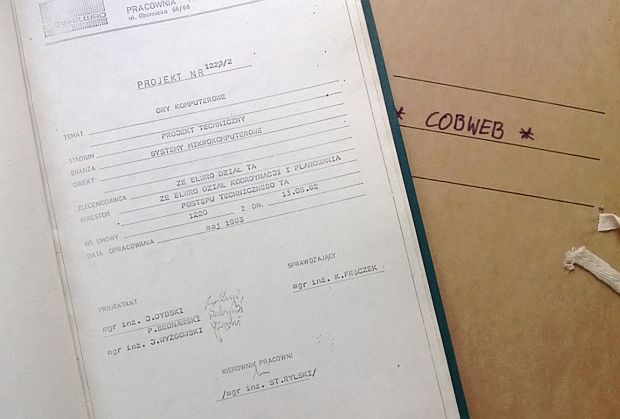 PRACOWNIA
ul. Obornicka 66/68
PROJEKT NR 1220/2
TEMAT GRY KOMPUTEROWE
STADIUM PROJEKT TECHNICZNY
BRANŻA SYSTEMY MIKROKOMPUTEROWE
OBIEKT
ZLECENIODAWCA ZE ELWRO DZIAŁ TA
INWESTOR ZE ELWRO DZIAŁ KOORDYNACJI I PLANOWANIA
POSTĘPU TECHNICZNEGO TA
NR UMOWY 1220 Z DN. 13.05.82
DATA OPRACOWANIA maj 1983
PROJEKTANT
mgr inż. J.DYBSKI
P.BEDNARSKI
mgr inż. J.WYZGOWSKI
SPRAWDZAJĄCY
mgr inż. K.FRĄCZEK
KIEROWNIK PRACOWNI
/mgr inż. ST.RYLSKI/
* COBWEB *